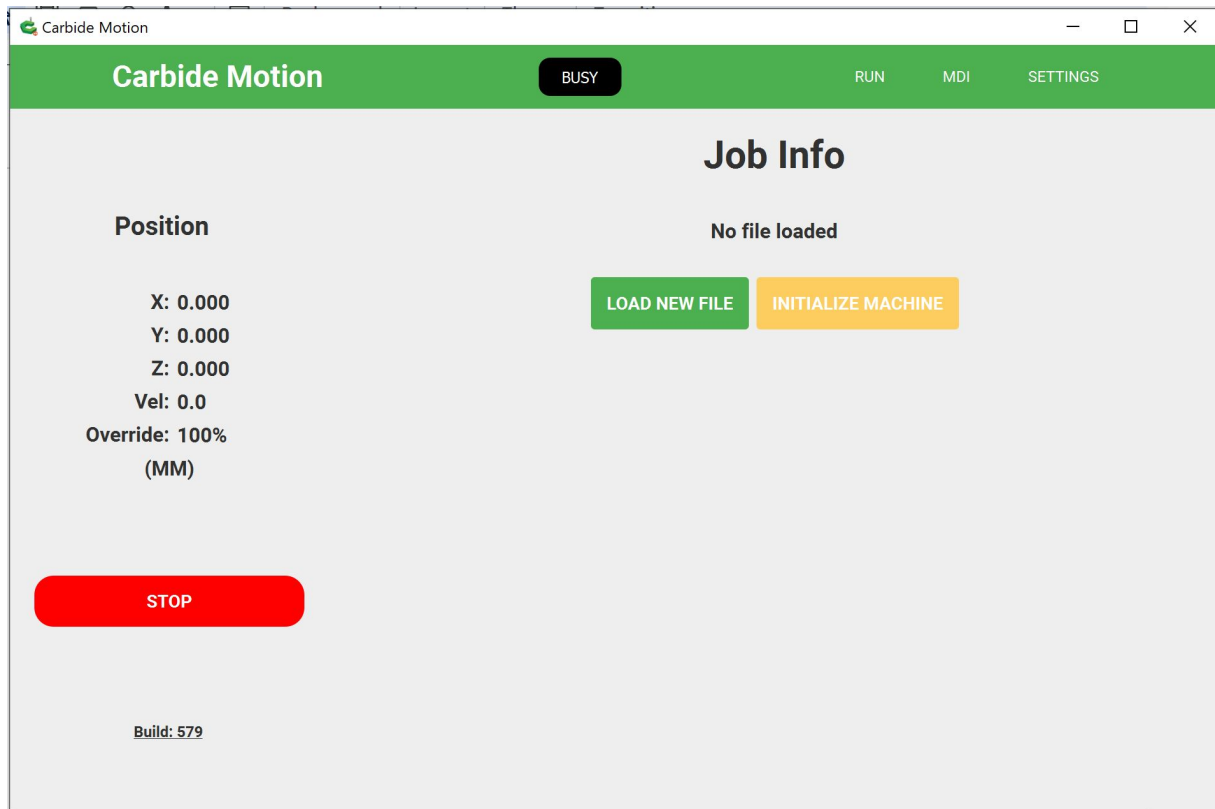 Carbide Motion
Carbide Motion
BUSY
RUN
MDI
SETTINGS
Job Info
Position
No file loaded
X: 0.000
Y: 0.000
Z: 0.000
Vel: 0.0
Override: 100%
(MM)
LOAD NEW FILE
INITIALIZE MACHINE
STOP
Build: 579